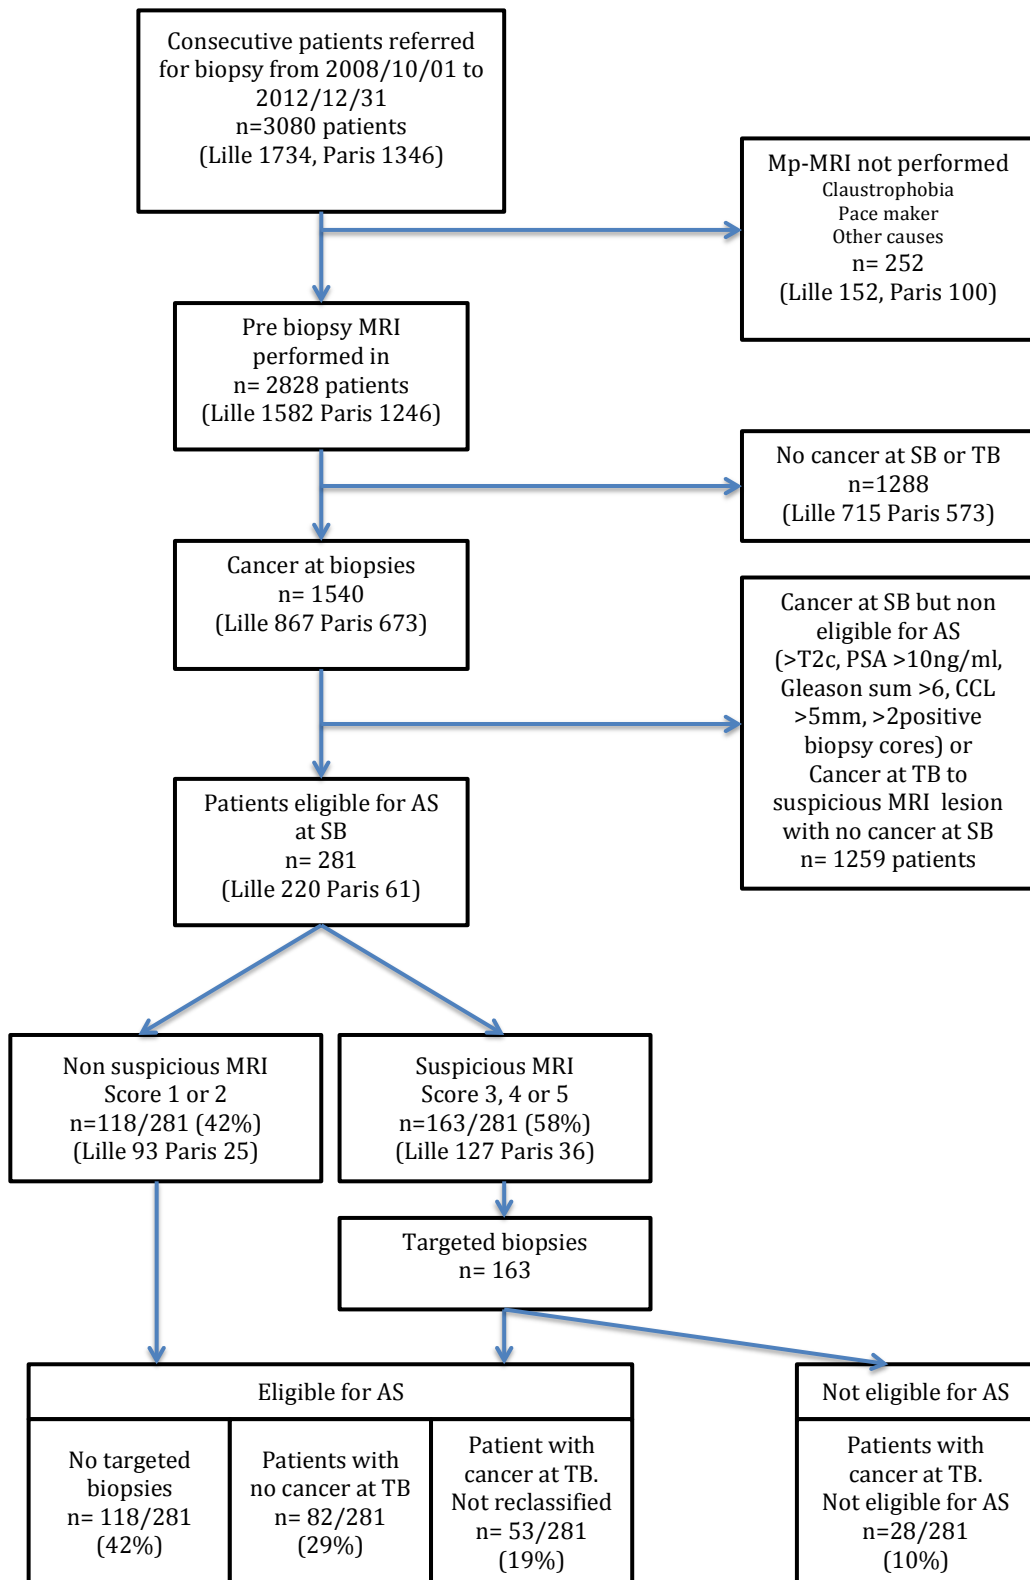 Consecutive patients referred
for biopsy from 2008/10/01 to
2012/12/31
n=3080 patients
(Lille 1734, Paris 1346)
Mp-MRI not performed
Claustrophobia
Pace maker
Other causes
n= 252
(Lille 152, Paris 100)
Pre biopsy MRI
performed in
n= 2828 patients
(Lille 1582 Paris 1246)
No cancer at SB or TB
n=1288
(Lille 715 Paris 573)
Cancer at biopsies
n= 1540
(Lille 867 Paris 673)
Cancer at SB but non
eligible for AS
(>T2c, PSA >10ng/ml,
Gleason sum >6, CCL
>5mm, >2positive
biopsy cores) or
Cancer at TB to
suspicious MRI lesion
with no cancer at SB
n= 1259 patients
Patients eligible for AS
at SB
n= 281
(Lille 220 Paris 61)
Non suspicious MRI
Score 1 or 2
n=118/281 (42%)
(Lille 93 Paris 25)
Suspicious MRI
Score 3, 4 or 5
n=163/281 (58%)
(Lille 127 Paris 36)
Targeted biopsies
n= 163
Eligible for AS
Not eligible for AS
No targeted
biopsies
n= 118/281
(42%)
Patients with
no cancer at TB
n= 82/281
(29%)
Patient with
cancer at TB.
Not reclassified
n= 53/281
(19%)
Patients with
cancer at TB.
Not eligible for AS
n=28/281
(10%)